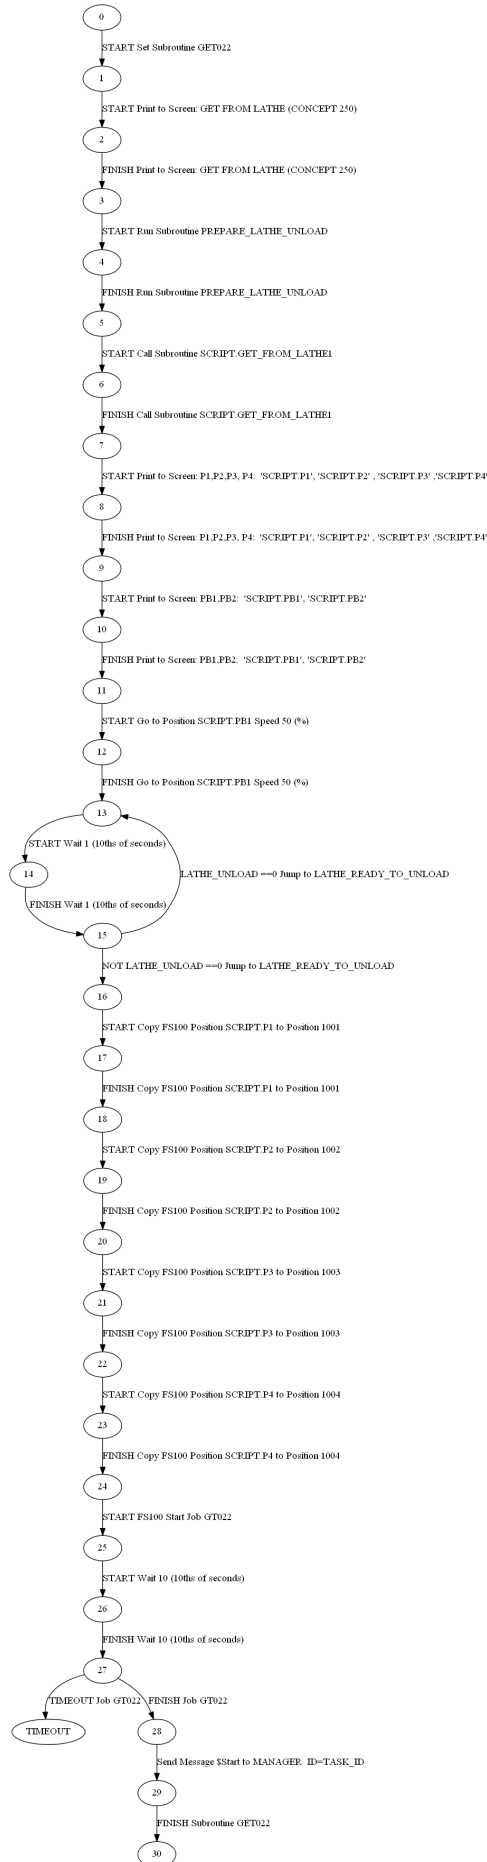 0
START Set Subroutine GET022
1
START Print to Screen: GET FROM LATHE (CONCEPT 250)
2
FINISH Print to Screen: GET FROM LATHE (CONCEPT 250)
3
START Run Subroutine PREPARE_LATHE_UNLOAD
4
FINISH Run Subroutine PREPARE_LATHE_UNLOAD
5
START Call Subroutine SCRIPT.GET_FROM_LATHE1
6
FINISH Call Subroutine SCRIPT.GET_FROM_LATHE1
7
START Print to Screen: P1,P2,P3, P4:  'SCRIPT.P1', 'SCRIPT.P2' , 'SCRIPT.P3' ,'SCRIPT.P4'
8
FINISH Print to Screen: P1,P2,P3, P4:  'SCRIPT.P1', 'SCRIPT.P2' , 'SCRIPT.P3' ,'SCRIPT.P4'
9
START Print to Screen: PB1,PB2:  'SCRIPT.PB1', 'SCRIPT.PB2'
10
FINISH Print to Screen: PB1,PB2:  'SCRIPT.PB1', 'SCRIPT.PB2'
11
START Go to Position SCRIPT.PB1 Speed 50 (%)
12
FINISH Go to Position SCRIPT.PB1 Speed 50 (%)
13
START Wait 1 (10ths of seconds)
14
LATHE_UNLOAD ==0 Jump to LATHE_READY_TO_UNLOAD
FINISH Wait 1 (10ths of seconds)
15
NOT LATHE_UNLOAD ==0 Jump to LATHE_READY_TO_UNLOAD
16
START Copy FS100 Position SCRIPT.P1 to Position 1001
17
FINISH Copy FS100 Position SCRIPT.P1 to Position 1001
18
START Copy FS100 Position SCRIPT.P2 to Position 1002
19
FINISH Copy FS100 Position SCRIPT.P2 to Position 1002
20
START Copy FS100 Position SCRIPT.P3 to Position 1003
21
FINISH Copy FS100 Position SCRIPT.P3 to Position 1003
22
START Copy FS100 Position SCRIPT.P4 to Position 1004
23
FINISH Copy FS100 Position SCRIPT.P4 to Position 1004
24
START FS100 Start Job GT022
25
START Wait 10 (10ths of seconds)
26
FINISH Wait 10 (10ths of seconds)
27
TIMEOUT Job GT022
FINISH Job GT022
TIMEOUT
28
Send Message $Start to MANAGER  ID=TASK_ID
29
FINISH Subroutine GET022
30